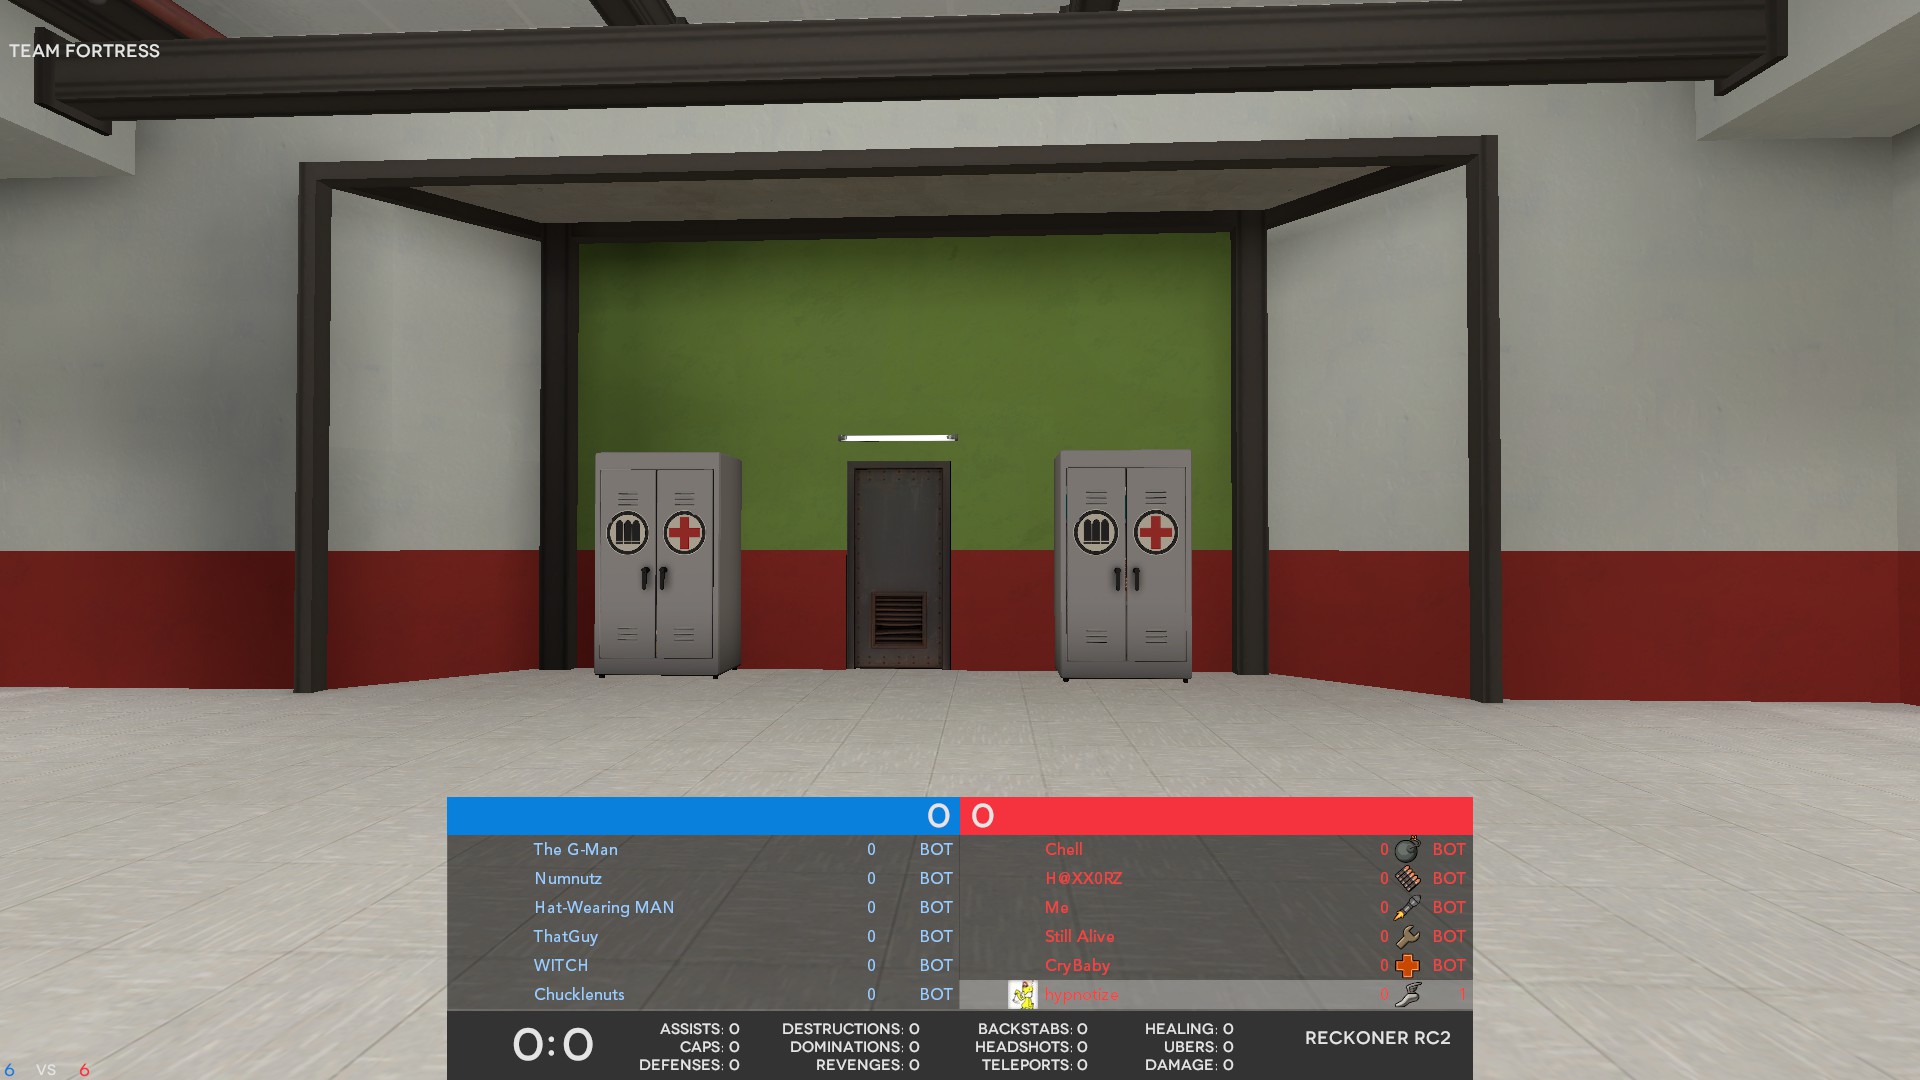 TEAM FORTRESS
0 0
The G-Man 0 BOT
Numnutz 0 BOT
Hat-Wearing MAN 0 BOT
ThatGuy 0 BOT
WITCH 0 BOT
Chucklenuts 0 BOT
Chell 0 BOT
H@XX0RZ 0 BOT
Me 0 BOT
Still Alive 0 BOT
CryBaby 0 BOT
hypnotize 0 1
0:0
ASSISTS: 0
CAPS: 0
DEFENSES: 0
DESTRUCTIONS: 0
DOMINATIONS: 0
REVENGES: 0
BACKSTABS: 0
HEADSHOTS: 0
TELEPORTS: 0
HEALING: 0
UBERS: 0
DAMAGE: 0
RECKONER RC2
6 VS 6